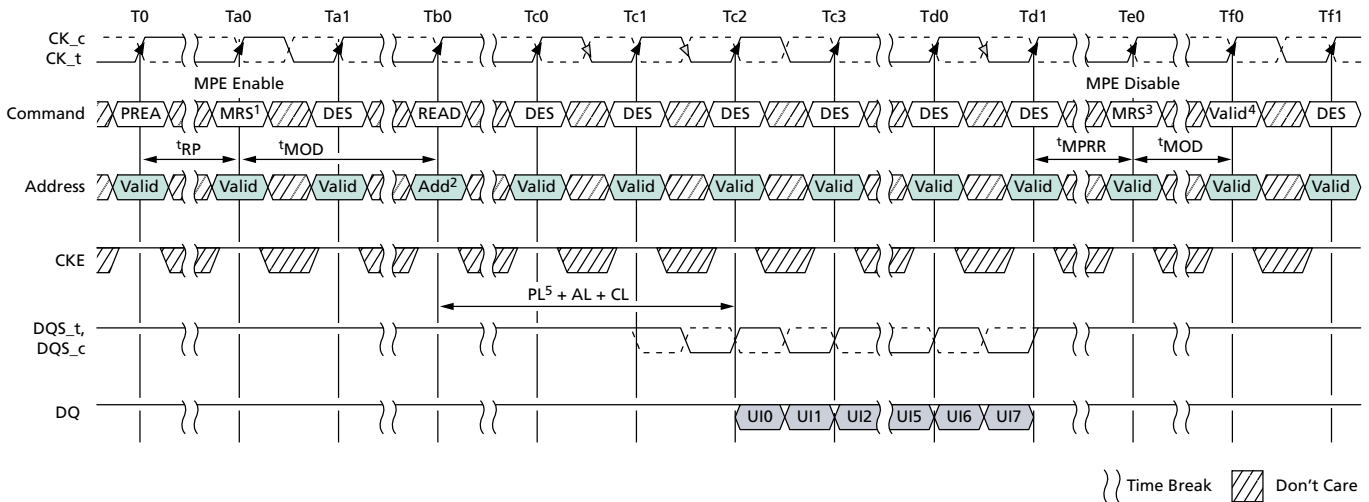 T0 Ta0 Ta1 Tb0 Tc0 Tc1 Tc2 Tc3 Td0 Td1 Te0 Tf0 Tf1
CK_c
CK_t
MPE Enable MPE Disable
Command PREA MRS1 DES READ DES DES DES DES DES DES MRS3 Valid4 DES
tRP tMOD tMPRR tMOD
Address Valid Valid Valid Add2 Valid Valid Valid Valid Valid Valid Valid Valid Valid
CKE
PL5 + AL + CL
DQS_t,
DQS_c
DQ UI0 UI1 UI2 UI5 UI6 UI7
Time Break Don't Care